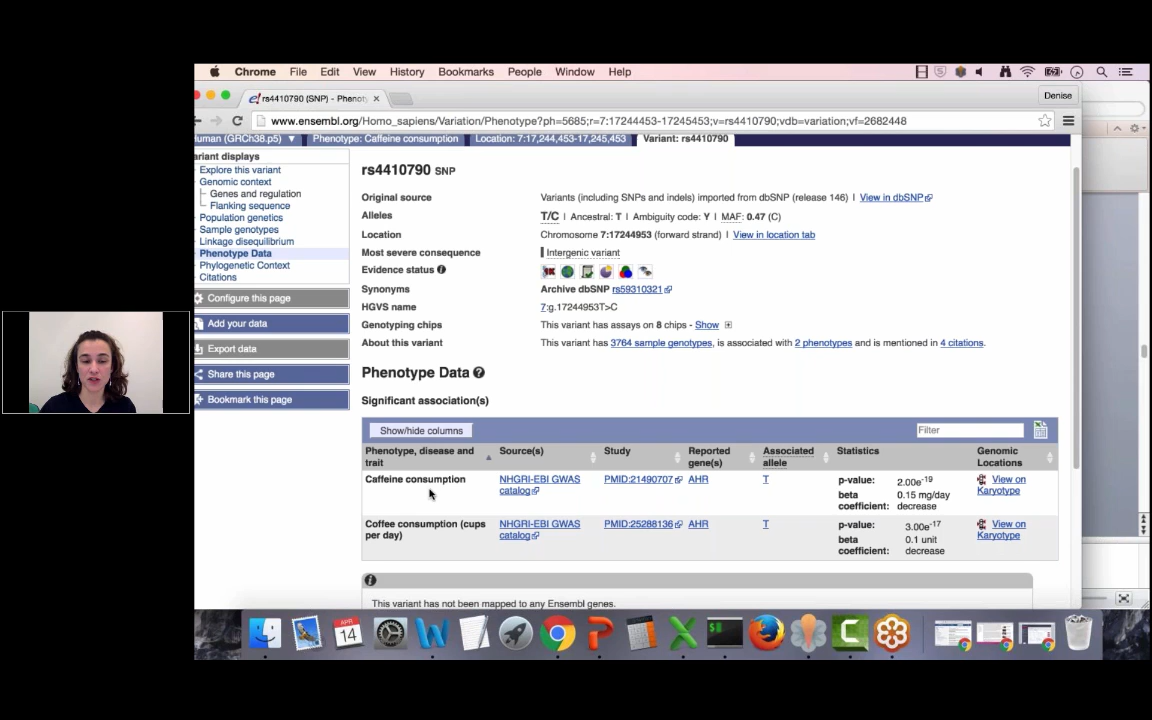 Chrome File Edit View History Bookmarks People Window Help
rs4410790 (SNP) - Phenoty
Denise
www.ensembl.org/Homo_sapiens/Variation/Phenotype?ph=5685;r=7:17244453-17245453;v=rs4410790;vdb=variation;vf=2682448
uman (GRCh38.p5) ▼ Phenotype: Caffeine consumption Location: 7:17,244,453-17,245,453 Variant: rs4410790
ariant displays
Explore this variant
Genomic context
Genes and regulation
Flanking sequence
Population genetics
Sample genotypes
Linkage disequilibrium
Phenotype Data
Phylogenetic Context
Citations
Configure this page
Add your data
Export data
Share this page
Bookmark this page
rs4410790 SNP
Original source Variants (including SNPs and indels) imported from dbSNP (release 146) | View in dbSNP
Alleles T/C | Ancestral: T | Ambiguity code: Y | MAF: 0.47 (C)
Location Chromosome 7:17244953 (forward strand) | View in location tab
Most severe consequence Intergenic variant
Evidence status
Synonyms Archive dbSNP rs59310321
HGVS name 7:g.17244953T>C
Genotyping chips This variant has assays on 8 chips - Show
About this variant This variant has 3764 sample genotypes, is associated with 2 phenotypes and is mentioned in 4 citations.
Phenotype Data
Significant association(s)
Show/hide columns Filter
Phenotype, disease and Source(s) Study Reported Associated Statistics Genomic
trait gene(s) allele Locations
Caffeine consumption NHGRI-EBI GWAS PMID:21490707 AHR T p-value: 2.00e-19 View on
catalog beta 0.15 mg/day Karyotype
coefficient: decrease
Coffee consumption (cups NHGRI-EBI GWAS PMID:25288136 AHR T p-value: 3.00e-17 View on
per day) catalog beta 0.1 unit Karyotype
coefficient: decrease
This variant has not been mapped to any Ensembl genes.
APR
14